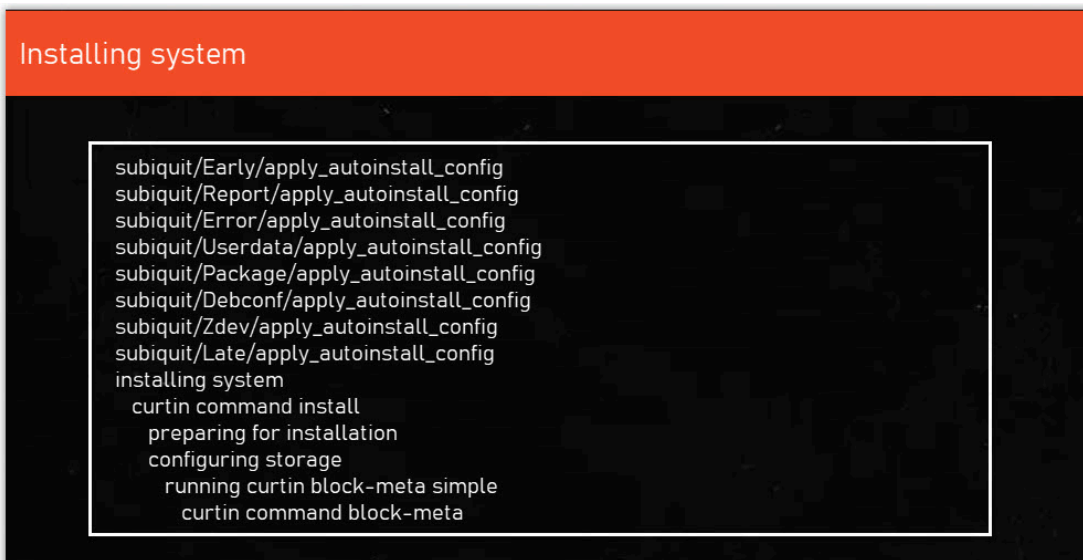 Installing system
subiquit/Early/apply_autoinstall_config
subiquit/Report/apply_autoinstall_config
subiquit/Error/apply_autoinstall_config
subiquit/Userdata/apply_autoinstall_config
subiquit/Package/apply_autoinstall_config
subiquit/Debconf/apply_autoinstall_config
subiquit/Zdev/apply_autoinstall_config
subiquit/Late/apply_autoinstall_config
installing system
curtin command install
preparing for installation
configuring storage
running curtin block-meta simple
curtin command block-meta